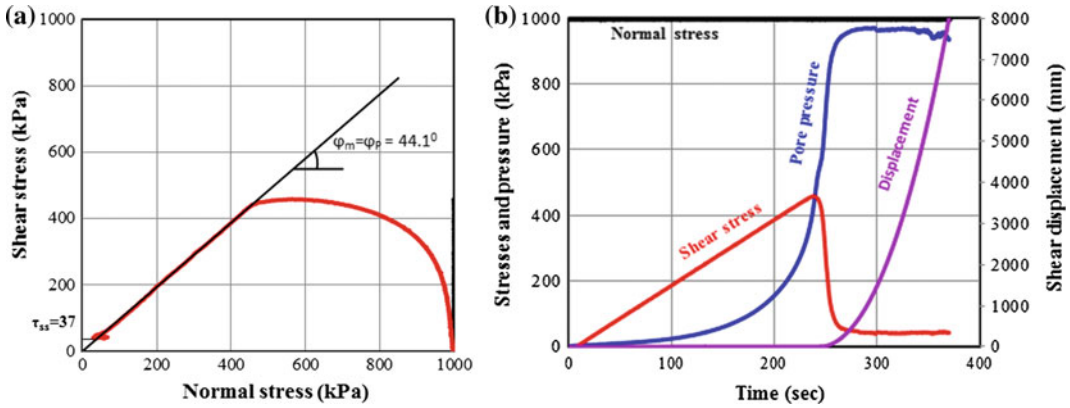 (a)
Shear stress (kPa)
1000
800
600
400
200
0
τss=37
φm=φP = 44.1⁰
0 200 400 600 800 1000
Normal stress (kPa)
(b)
Stresses andpressure (kPa)
1000
800
600
400
200
0
Normal stress
Pore pressure
Shear stress
Displacement
8000
7000
6000
5000
4000
3000
2000
1000
0
Shear displacement (mm)
0 100 200 300 400
Time (sec)